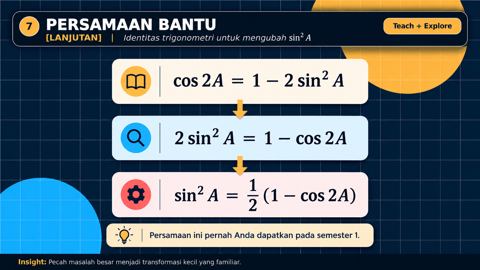 7
PERSAMAAN BANTU
[LANJUTAN] | Identitas trigonometri untuk mengubah sin² A
Teach + Explore
cos 2A = 1 − 2 sin² A
2 sin² A = 1 − cos 2A
sin² A = 1/2 (1 − cos 2A)
Persamaan ini pernah Anda dapatkan pada semester 1.
Insight: Pecah masalah besar menjadi transformasi kecil yang familiar.